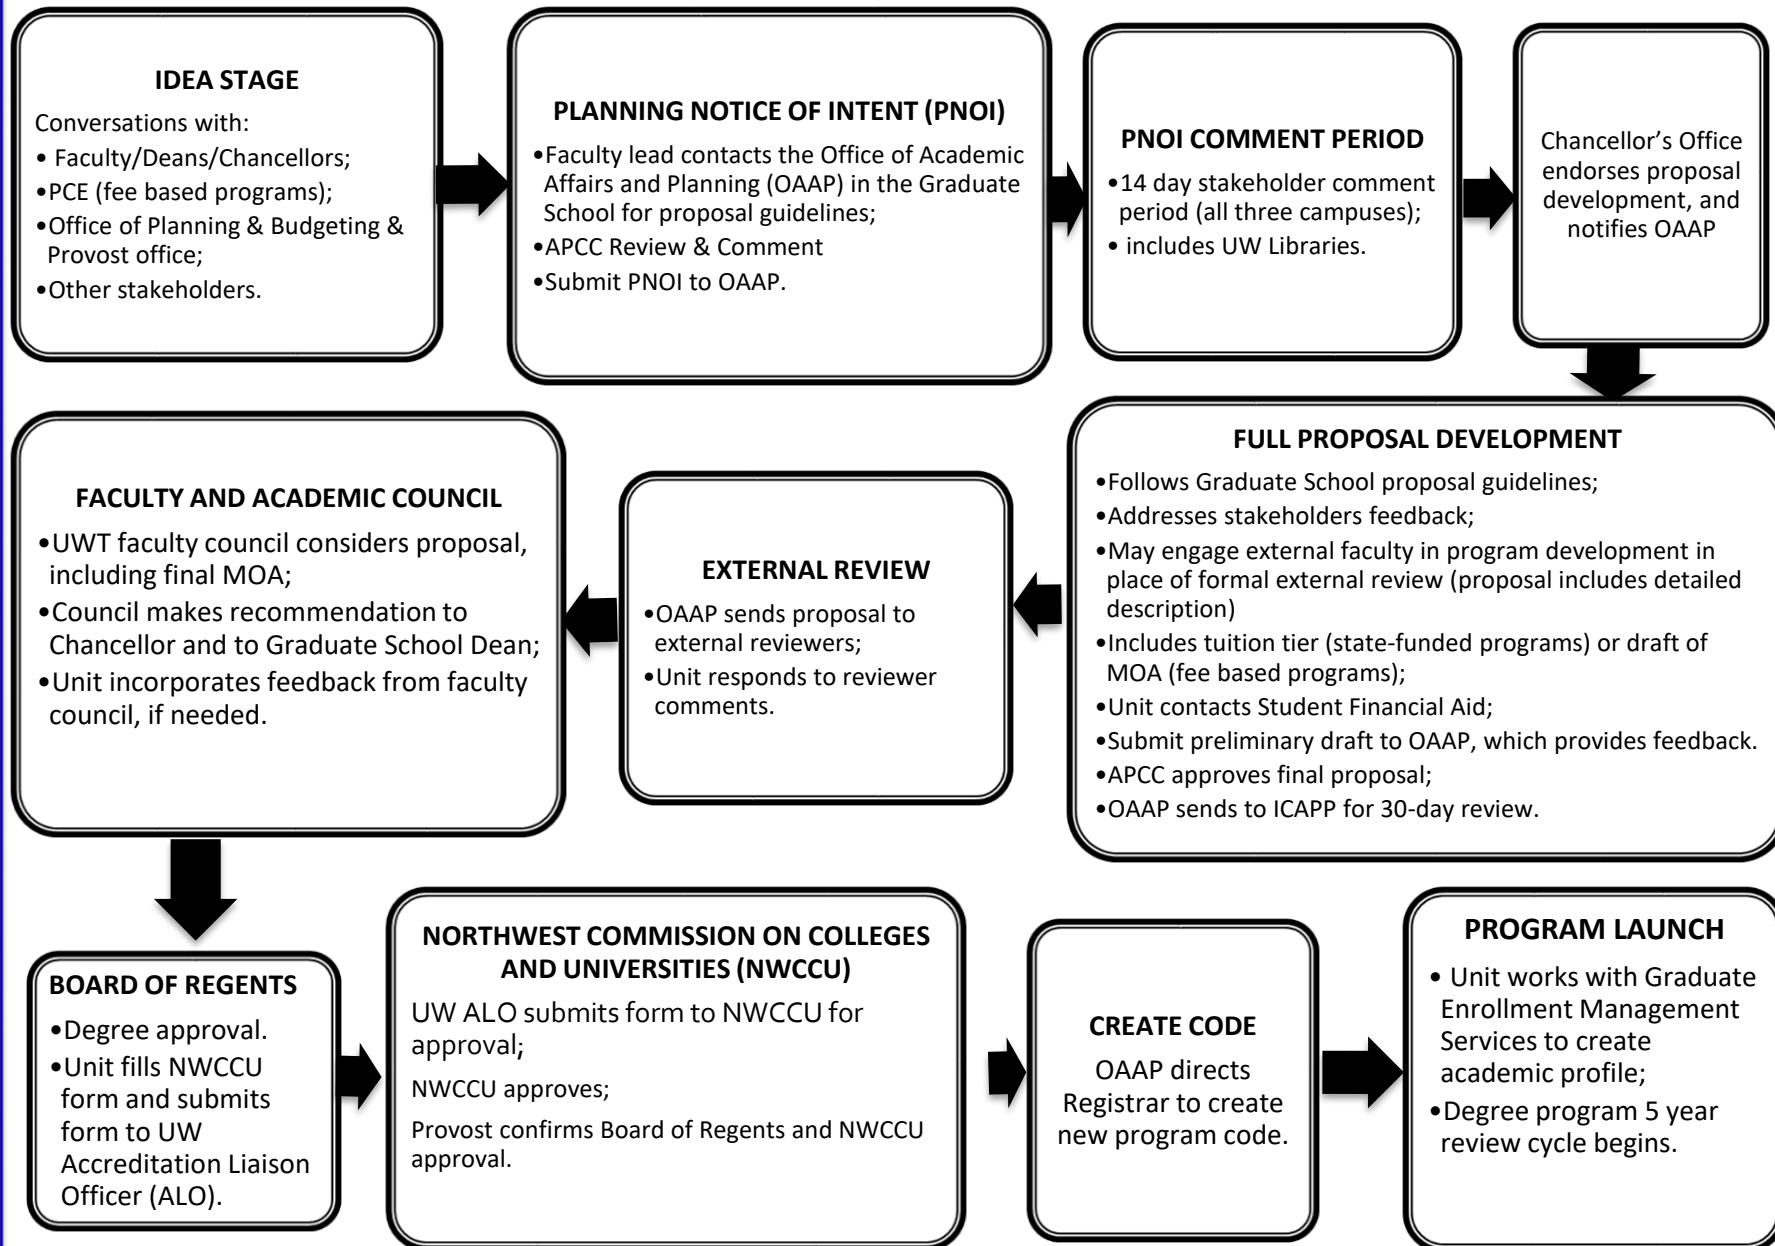 IDEA STAGE
Conversations with:
• Faculty/Deans/Chancellors;
•PCE (fee based programs);
•Office of Planning & Budgeting &
Provost office;
•Other stakeholders.
PLANNING NOTICE OF INTENT (PNOI)
•Faculty lead contacts the Office of Academic
Affairs and Planning (OAAP) in the Graduate
School for proposal guidelines;
•APCC Review & Comment
•Submit PNOI to OAAP.
PNOI COMMENT PERIOD
•14 day stakeholder comment
period (all three campuses);
• includes UW Libraries.
Chancellor’s Office
endorses proposal
development, and
notifies OAAP
FULL PROPOSAL DEVELOPMENT
•Follows Graduate School proposal guidelines;
•Addresses stakeholders feedback;
•May engage external faculty in program development in
place of formal external review (proposal includes detailed
description)
•Includes tuition tier (state-funded programs) or draft of
MOA (fee based programs);
•Unit contacts Student Financial Aid;
•Submit preliminary draft to OAAP, which provides feedback.
•APCC approves final proposal;
•OAAP sends to ICAPP for 30-day review.
EXTERNAL REVIEW
•OAAP sends proposal to
external reviewers;
•Unit responds to reviewer
comments.
FACULTY AND ACADEMIC COUNCIL
•UWT faculty council considers proposal,
including final MOA;
•Council makes recommendation to
Chancellor and to Graduate School Dean;
•Unit incorporates feedback from faculty
council, if needed.
BOARD OF REGENTS
•Degree approval.
•Unit fills NWCCU
form and submits
form to UW
Accreditation Liaison
Officer (ALO).
NORTHWEST COMMISSION ON COLLEGES
AND UNIVERSITIES (NWCCU)
UW ALO submits form to NWCCU for
approval;
NWCCU approves;
Provost confirms Board of Regents and NWCCU
approval.
CREATE CODE
OAAP directs
Registrar to create
new program code.
PROGRAM LAUNCH
• Unit works with Graduate
Enrollment Management
Services to create
academic profile;
•Degree program 5 year
review cycle begins.